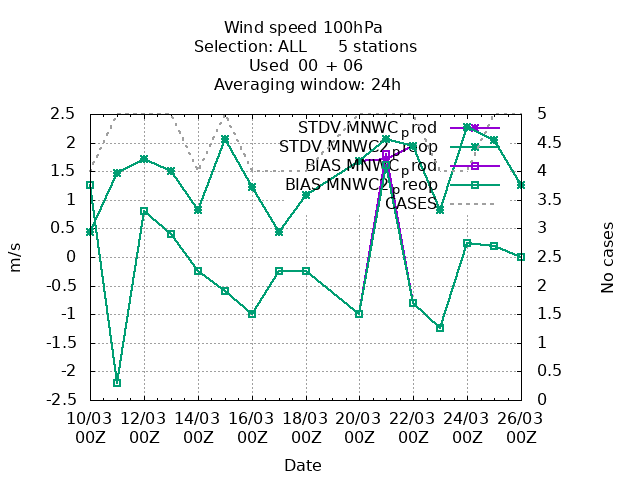 Wind speed 100hPa
Selection: ALL 5 stations
Used 00 + 06
Averaging window: 24h
2.5
2
1.5
1
0.5
0
-0.5
-1
-1.5
-2
-2.5
5
4.5
4
3.5
3
2.5
2
1.5
1
0.5
0
STDV MNWC_prod
STDV MNWC2_preop
BIAS MNWC_prod
BIAS MNWC2_preop
CASES
m/s
No cases
10/03 12/03 14/03 16/03 18/03 20/03 22/03 24/03 26/03
00Z 00Z 00Z 00Z 00Z 00Z 00Z 00Z 00Z
Date